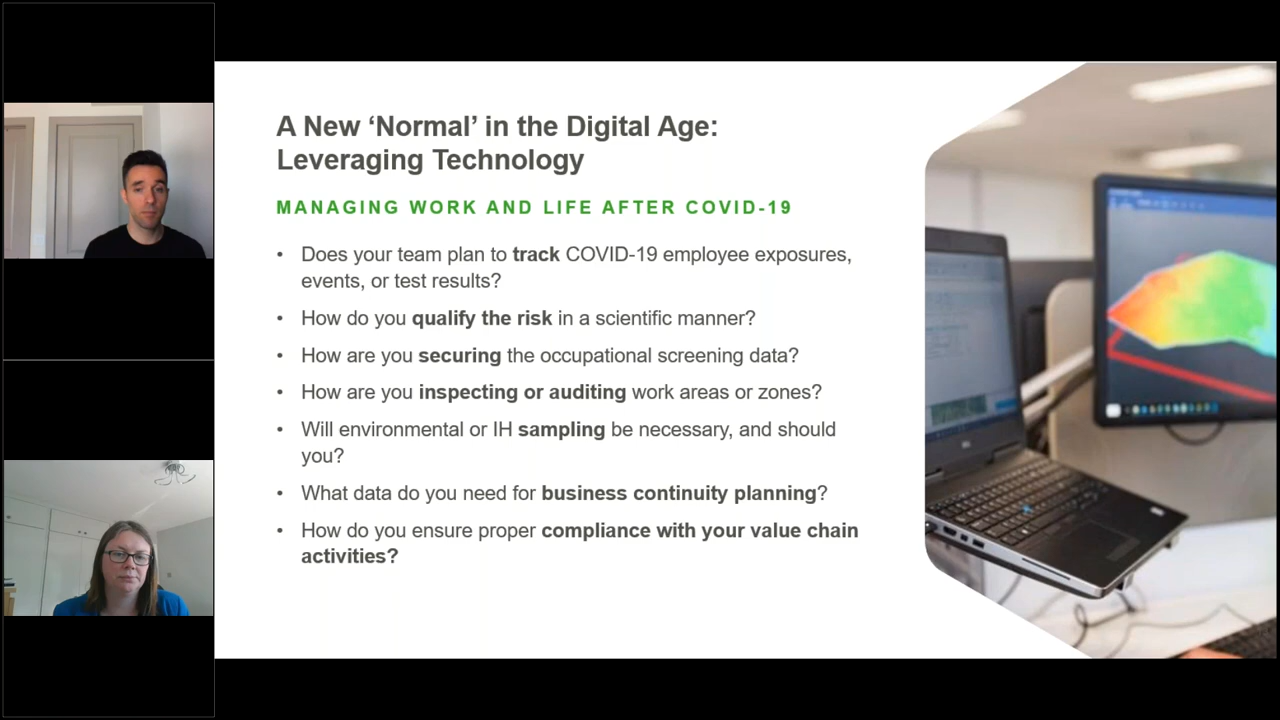 A New ‘Normal’ in the Digital Age:
Leveraging Technology
MANAGING WORK AND LIFE AFTER COVID-19
• Does your team plan to track COVID-19 employee exposures,
events, or test results?
• How do you qualify the risk in a scientific manner?
• How are you securing the occupational screening data?
• How are you inspecting or auditing work areas or zones?
• Will environmental or IH sampling be necessary, and should
you?
• What data do you need for business continuity planning?
• How do you ensure proper compliance with your value chain
activities?